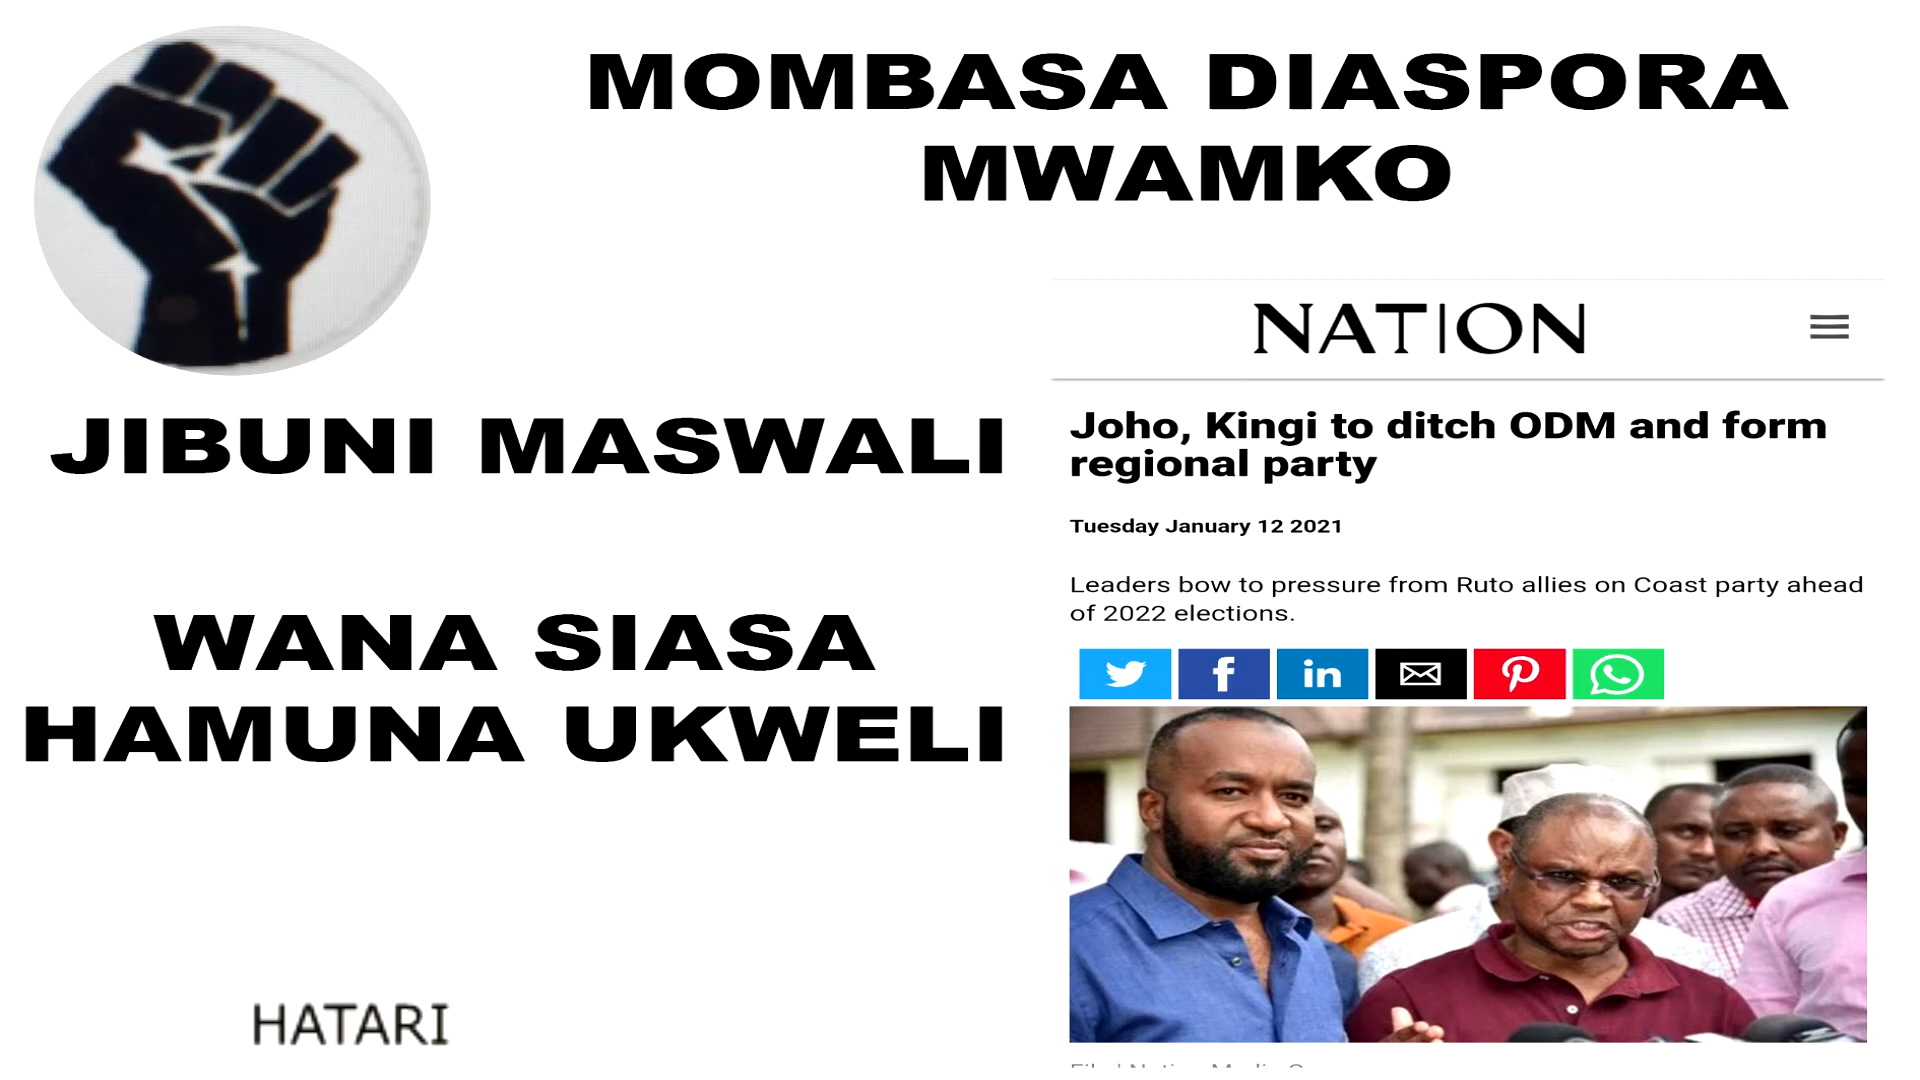 MOMBASA DIASPORA
MWAMKO
JIBUNI MASWALI
WANA SIASA
HAMUNA UKWELI
HATARI
NATION
Joho, Kingi to ditch ODM and form
regional party
Tuesday January 12 2021
Leaders bow to pressure from Ruto allies on Coast party ahead
of 2022 elections.